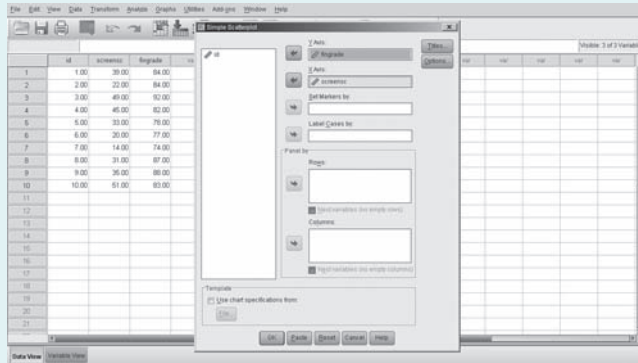 File Edit View Data Transform Analyze Graphs Utilities Add-ons Window Help
Simple Scatterplot
Visible: 3 of 3 Variabl
id screensc fingrade var var var var
1 1.00 39.00 84.00
2 2.00 22.00 84.00
3 3.00 49.00 92.00
4 4.00 45.00 82.00
5 5.00 33.00 78.00
6 6.00 20.00 77.00
7 7.00 14.00 74.00
8 8.00 31.00 87.00
9 9.00 35.00 88.00
10 10.00 51.00 83.00
11
12
13
14
15
16
17
18
19
20
21
id
Y Axis:
fingrade
X Axis:
screensc
Set Markers by:
Label Cases by:
Panel by
Rows:
Nest variables (no empty rows)
Columns:
Nest variables (no empty columns)
Template
Use chart specifications from:
File...
Titles...
Options...
OK Paste Reset Cancel Help
Data View Variable View